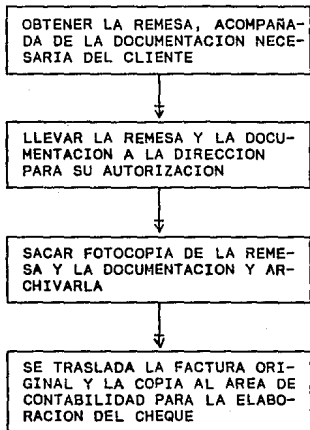 OBTENER LA REMESA, ACOMPAÑA-
DA DE LA DOCUMENTACION NECE-
SARIA DEL CLIENTE
LLEVAR LA REMESA Y LA DOCU-
MENTACION A LA DIRECCION
PARA SU AUTORIZACION
SACAR FOTOCOPIA DE LA REME-
SA Y LA DOCUMENTACION Y AR-
CHIVARLA
SE TRASLADA LA FACTURA ORI-
GINAL Y LA COPIA AL AREA DE
CONTABILIDAD PARA LA ELABO-
RACION DEL CHEQUE